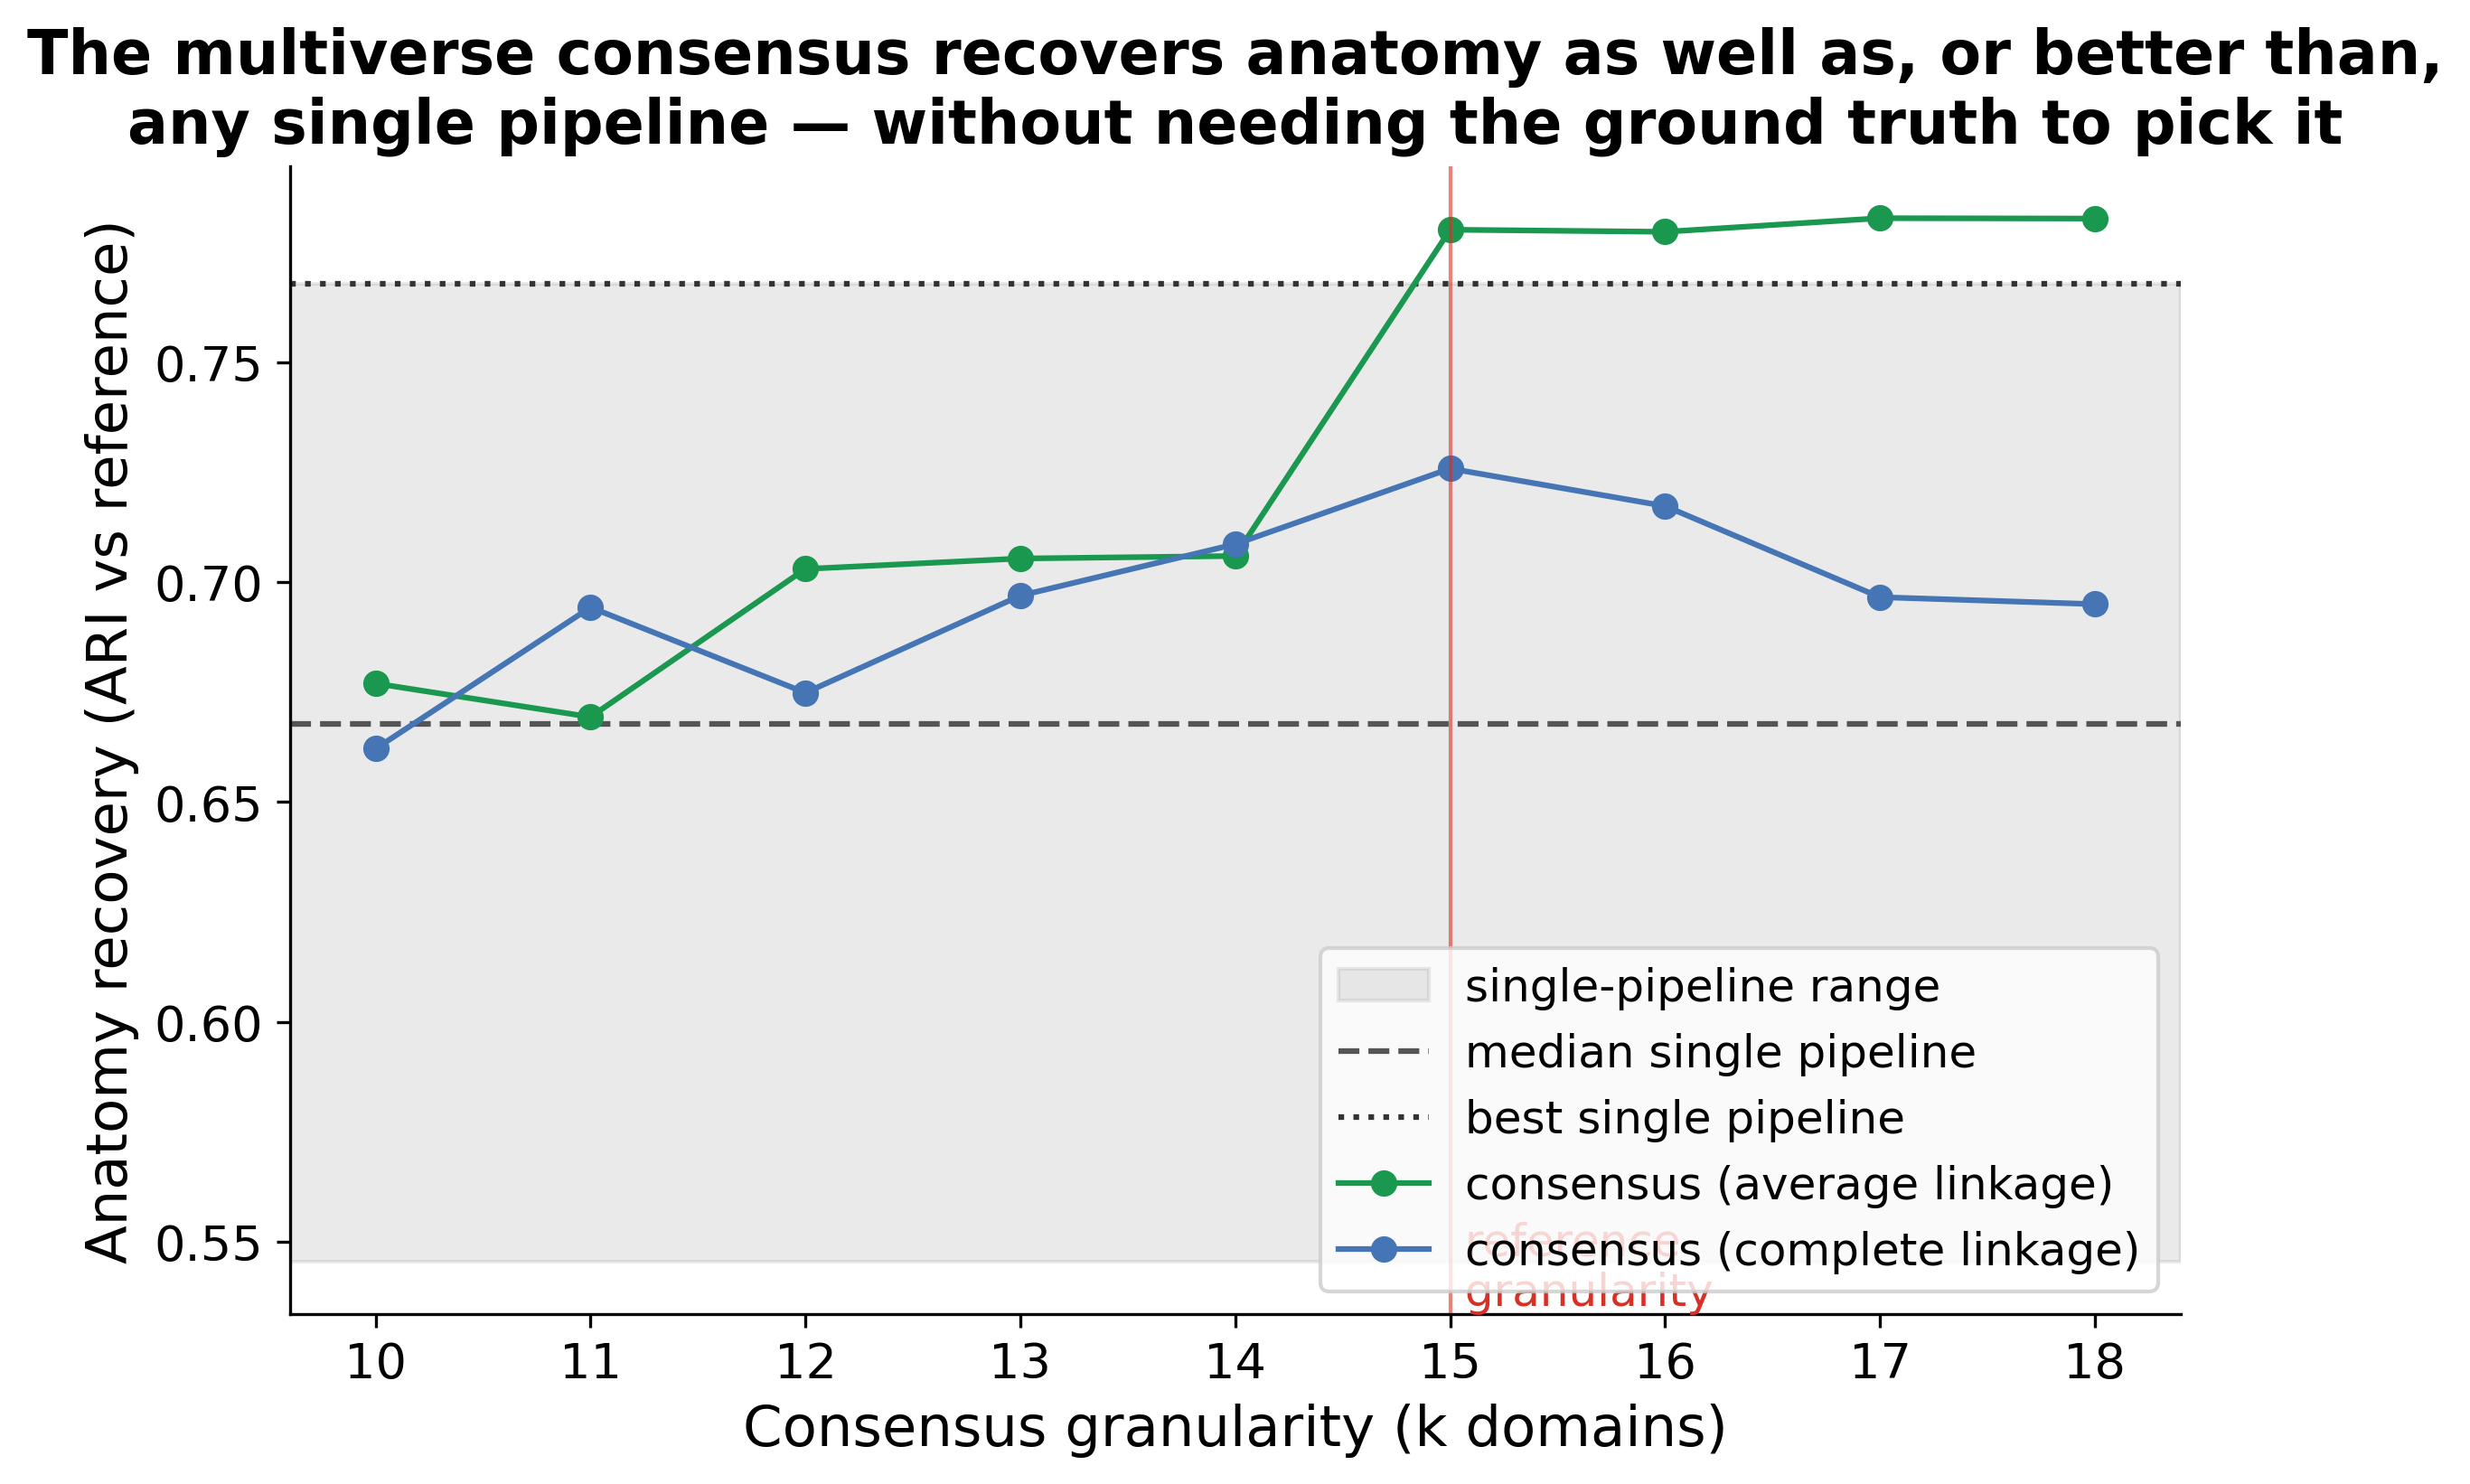 The multiverse consensus recovers anatomy as well as, or better than,
any single pipeline — without needing the ground truth to pick it
Anatomy recovery (ARI vs reference)
0.75
0.70
0.65
0.60
0.55
single-pipeline range
median single pipeline
best single pipeline
consensus (average linkage)
consensus (complete linkage)
reference
granularity
10 11 12 13 14 15 16 17 18
Consensus granularity (k domains)